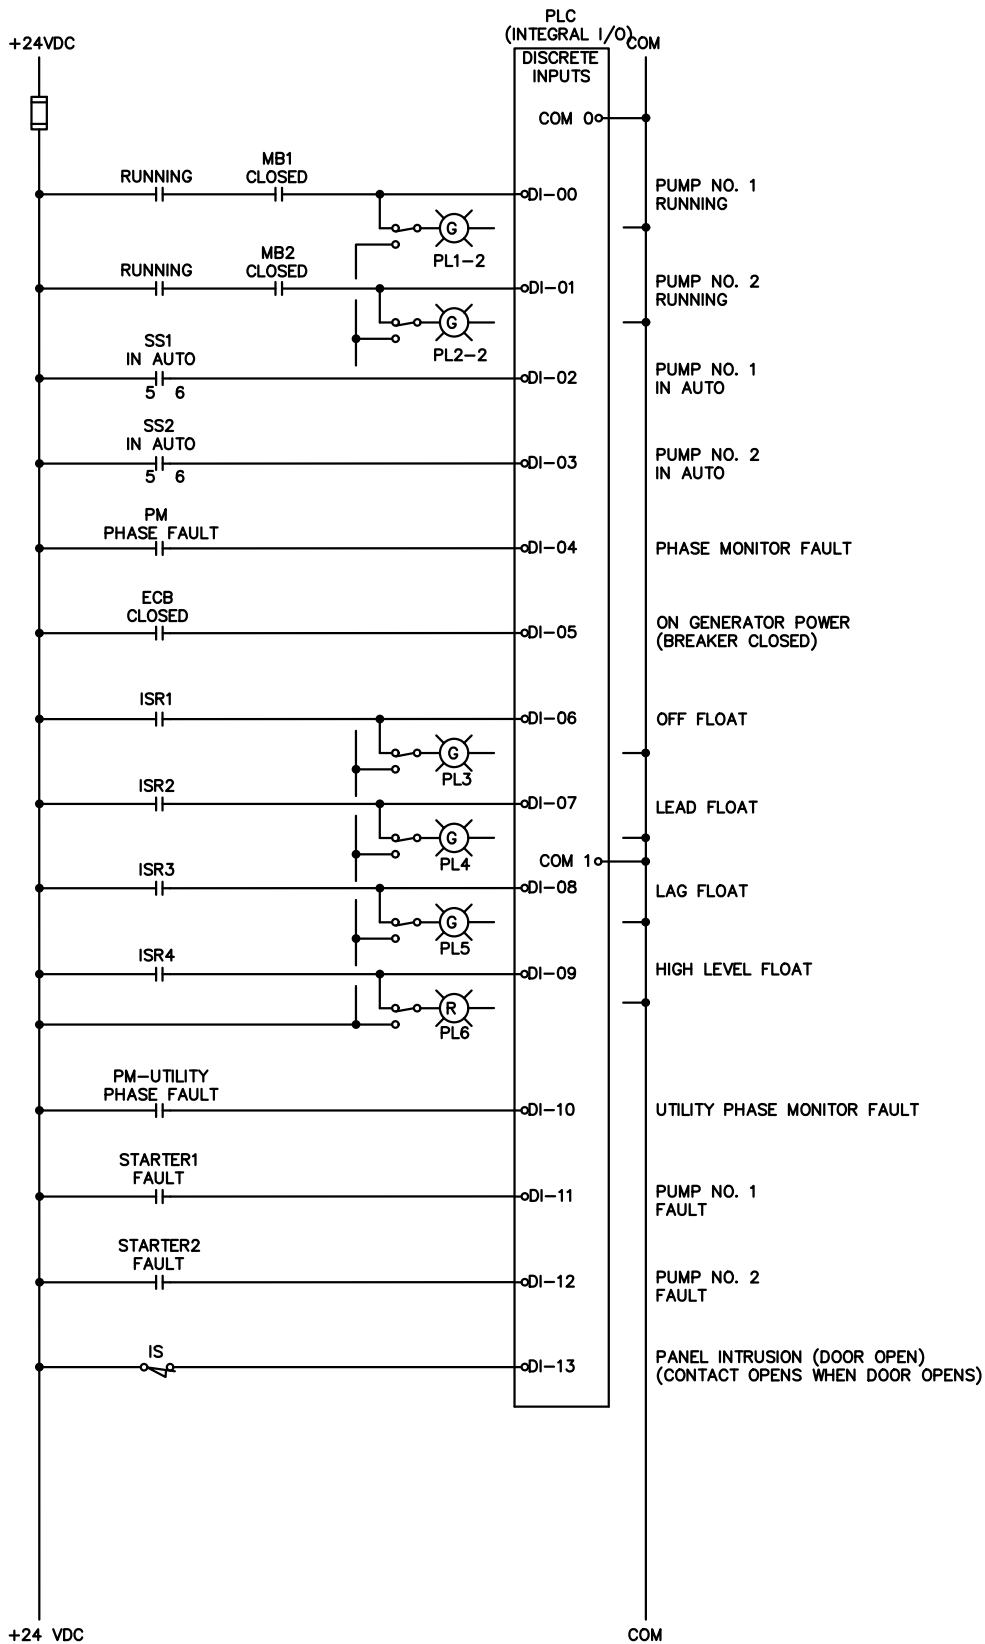 PLC
(INTEGRAL I/O)
+24VDC
COM
DISCRETE
INPUTS
COM 0
RUNNING
MB1
CLOSED
DI-00
PUMP NO. 1
RUNNING
G
PL1-2
RUNNING
MB2
CLOSED
DI-01
PUMP NO. 2
RUNNING
G
PL2-2
SS1
IN AUTO
5 6
DI-02
PUMP NO. 1
IN AUTO
SS2
IN AUTO
5 6
DI-03
PUMP NO. 2
IN AUTO
PM
PHASE FAULT
DI-04
PHASE MONITOR FAULT
ECB
CLOSED
DI-05
ON GENERATOR POWER
(BREAKER CLOSED)
ISR1
DI-06
OFF FLOAT
G
PL3
ISR2
DI-07
LEAD FLOAT
G
PL4
COM 1
ISR3
DI-08
LAG FLOAT
G
PL5
ISR4
DI-09
HIGH LEVEL FLOAT
R
PL6
PM-UTILITY
PHASE FAULT
DI-10
UTILITY PHASE MONITOR FAULT
STARTER1
FAULT
DI-11
PUMP NO. 1
FAULT
STARTER2
FAULT
DI-12
PUMP NO. 2
FAULT
IS
DI-13
PANEL INTRUSION (DOOR OPEN)
(CONTACT OPENS WHEN DOOR OPENS)
+24 VDC
COM